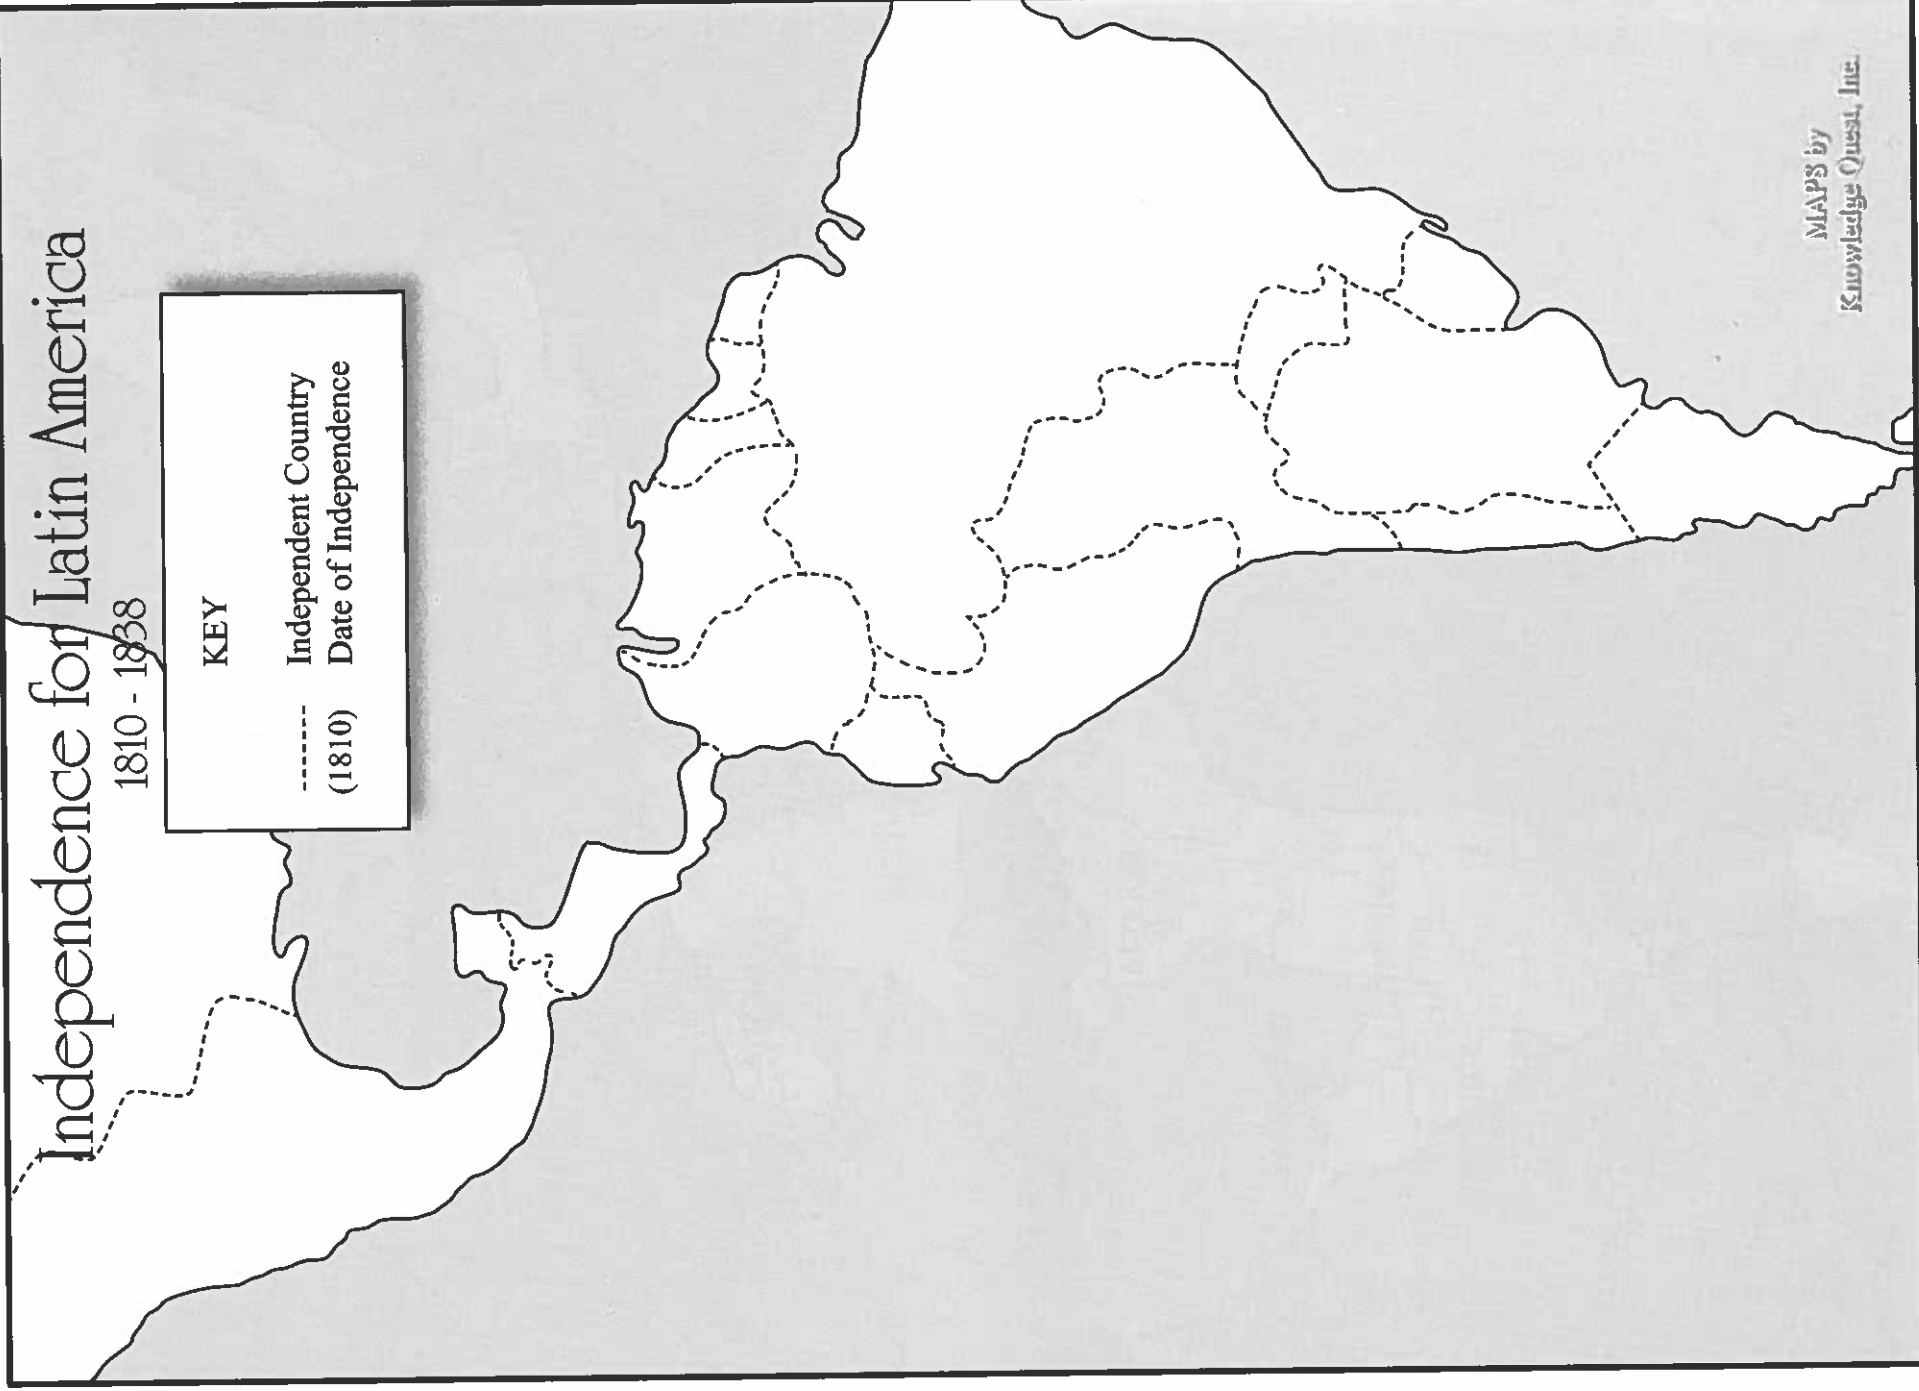 Independence for Latin America
1810 - 1838
KEY
------- Independent Country
(1810) Date of Independence
MAPS by
Knowledge Quest, Inc.